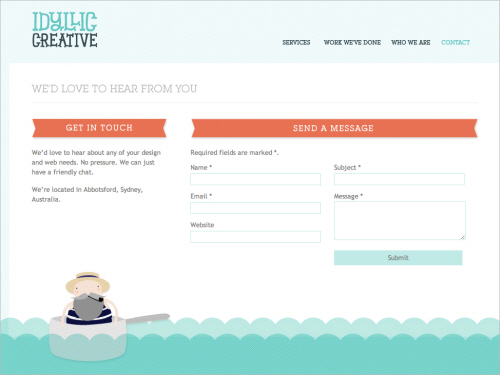 IDYLLIC
CREATIVE
SERVICES WORK WE'VE DONE WHO WE ARE CONTACT
WE'D LOVE TO HEAR FROM YOU
GET IN TOUCH
We'd love to hear about any of your design
and web needs. No pressure. We can just
have a friendly chat.
We're located in Abbotsford, Sydney,
Australia.
SEND A MESSAGE
Required fields are marked *.
Name *
Email *
Website
Subject *
Message *
Submit